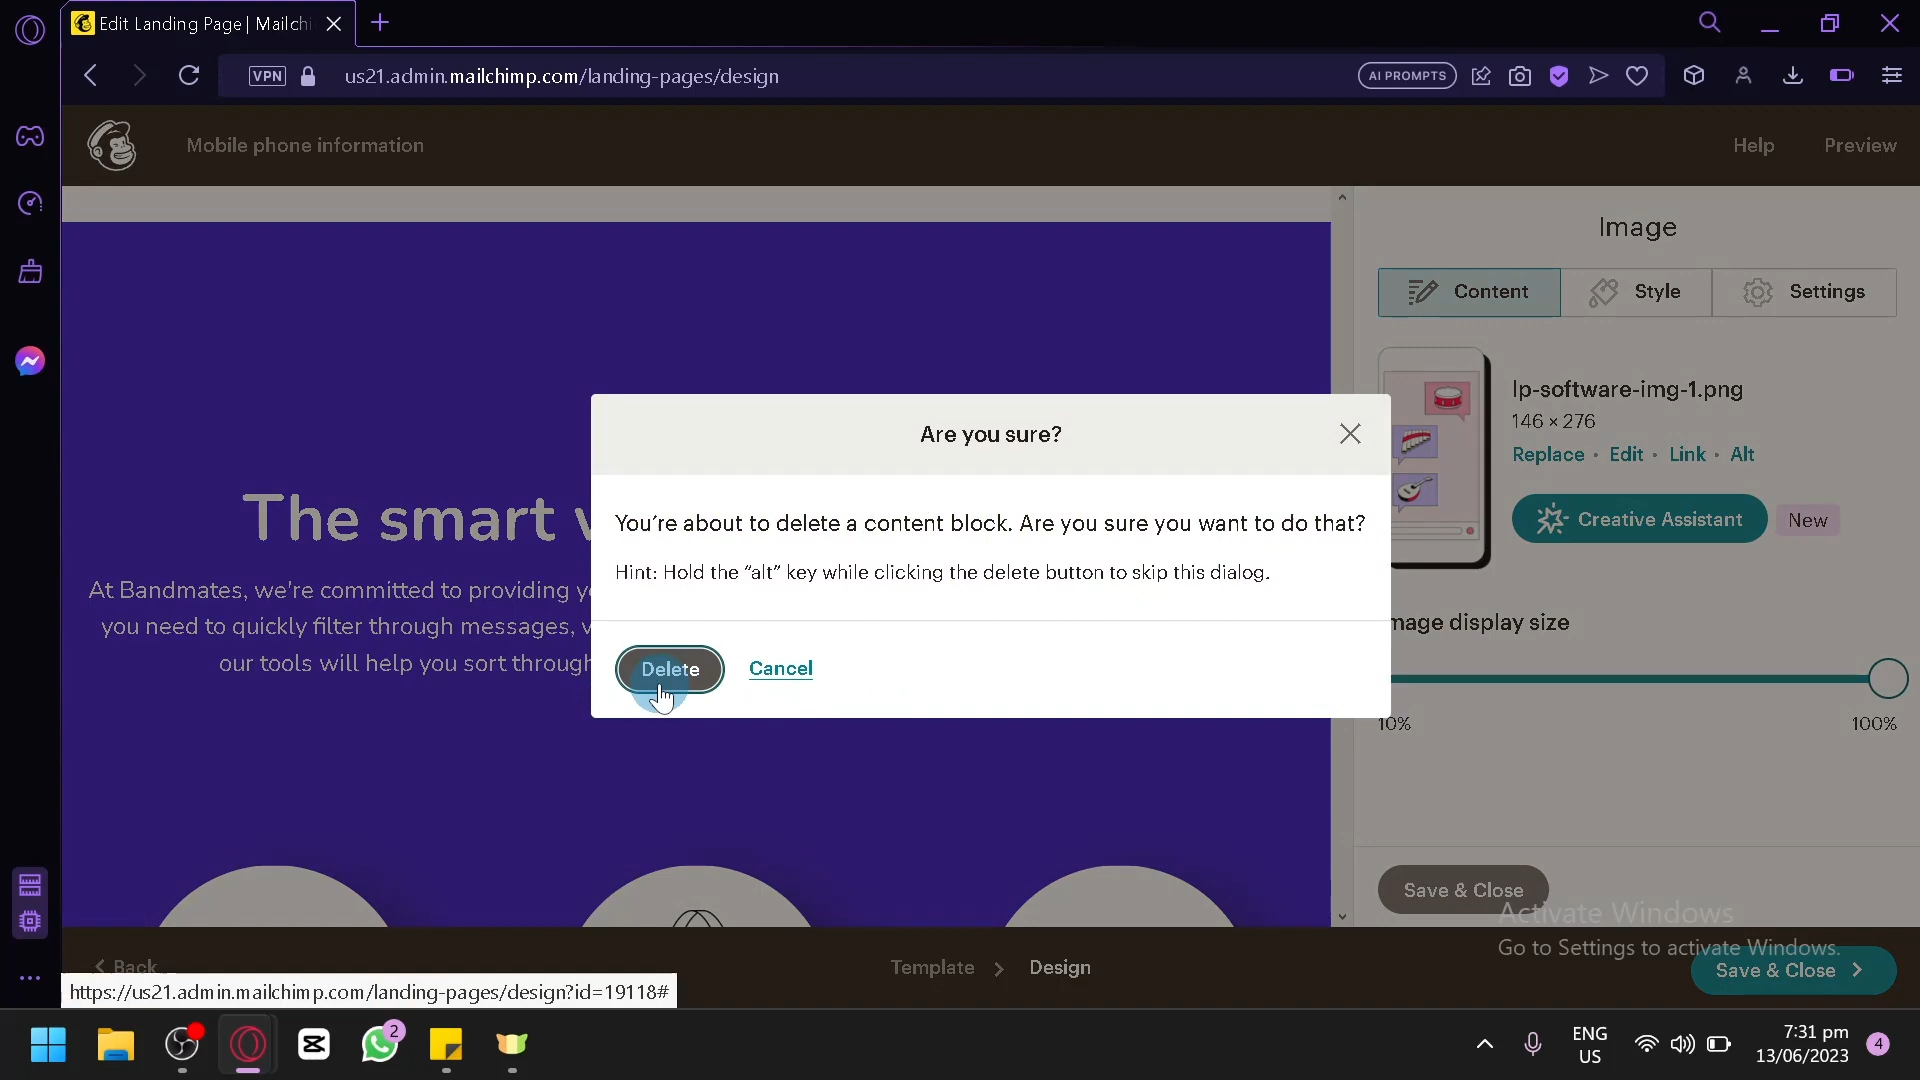 Edit Landing Page | Mailchi
VPN
us21.admin.mailchimp.com/landing-pages/design
AI PROMPTS
Mobile phone information
Help
Preview
Image
Content
Style
Settings
lp-software-img-1.png
146 × 276
Replace • Edit • Link • Alt
Creative Assistant
New
Are you sure?
You're about to delete a content block. Are you sure you want to do that?
Hint: Hold the “alt” key while clicking the delete button to skip this dialog.
Delete
Cancel
The smart
At Bandmates, we're committed to providing
you need to quickly filter through messages,
our tools will help you sort through
mage display size
10%
100%
Save & Close
Activate Windows
Go to Settings to activate Windows.
Back
Template > Design
Save & Close
https://us21.admin.mailchimp.com/landing-pages/design?id=19118#
2
ENG
US
7:31 pm
13/06/2023
4